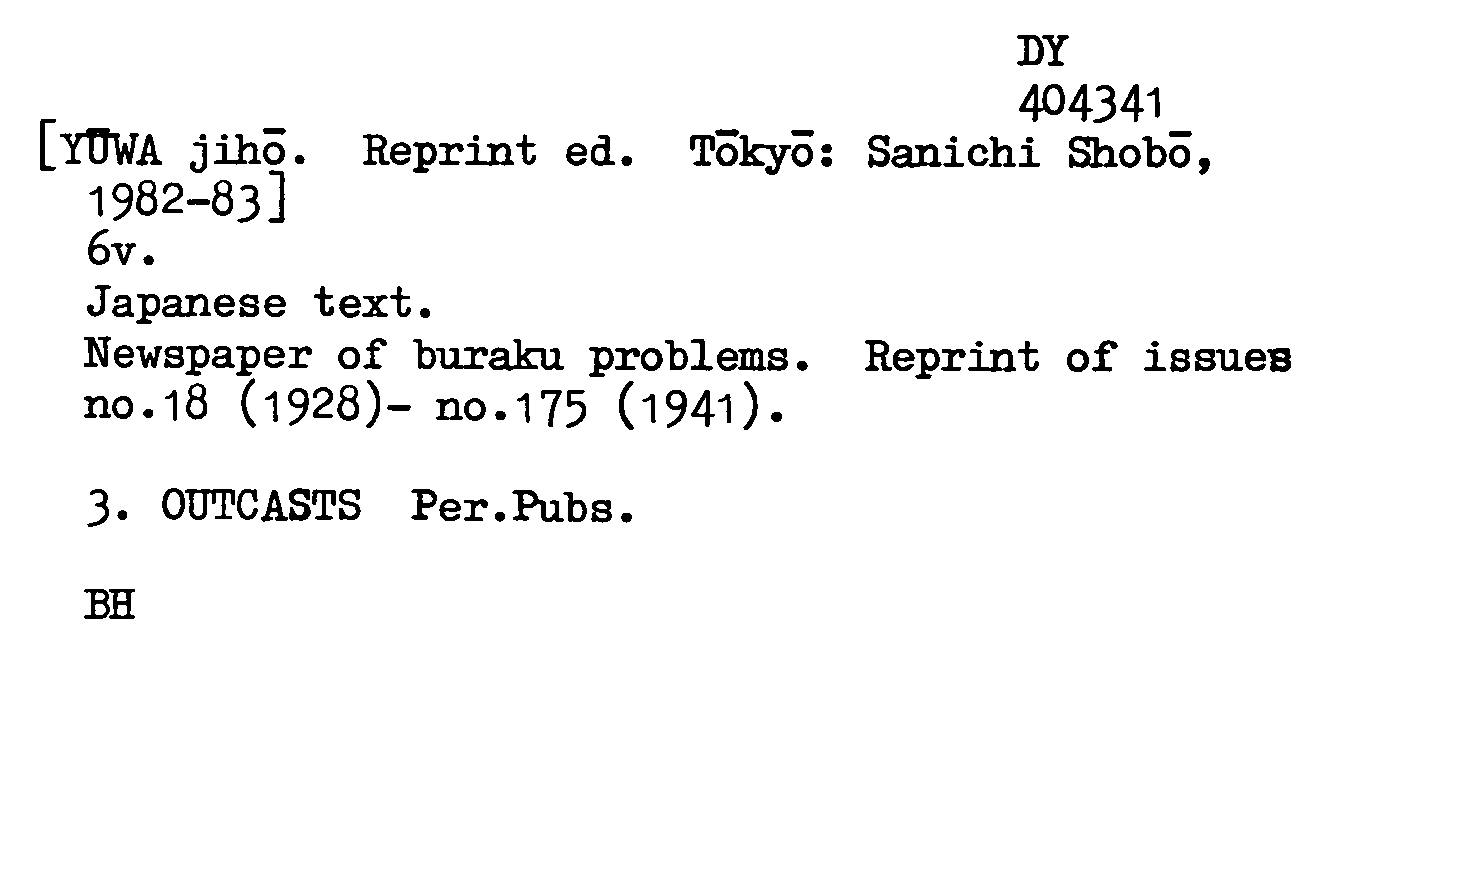 DY
404341
[YŪWA jihō. Reprint ed. Tōkyō: Sanichi Shobō,
1982-83]
6v.
Japanese text.
Newspaper of buraku problems. Reprint of issues
no.18 (1928)- no.175 (1941).
3. OUTCASTS Per.Pubs.
BH